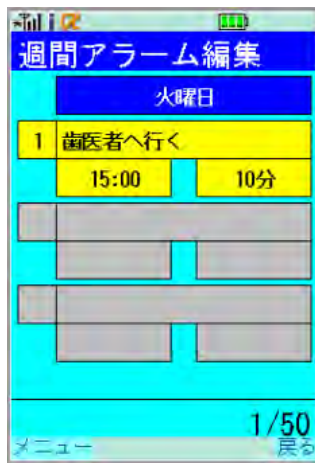 週間アラーム編集
火曜日
1 歯医者へ行く
15:00 10分
1/50
メニュー 戻る